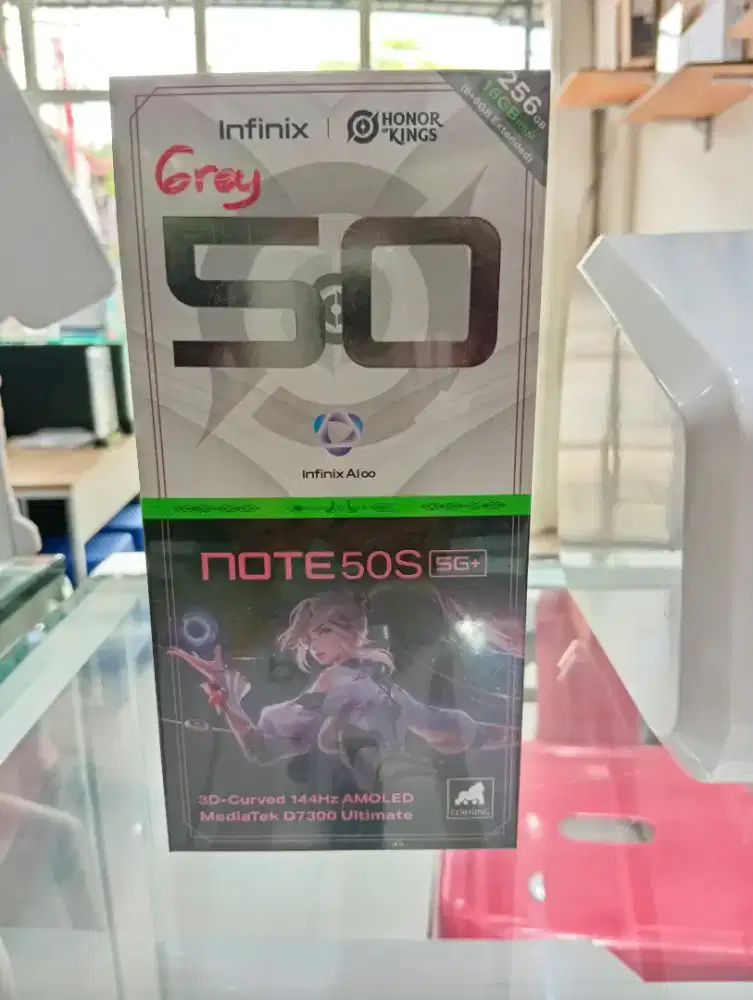 Infinix | HONOR OF KINGS
256GB
16GB RAM
(8+8GB Extended)
Grey
50
Infinix AI∞
NOTE 50S 5G+
3D-Curved 144Hz AMOLED
MediaTek D7300 Ultimate
CORNING